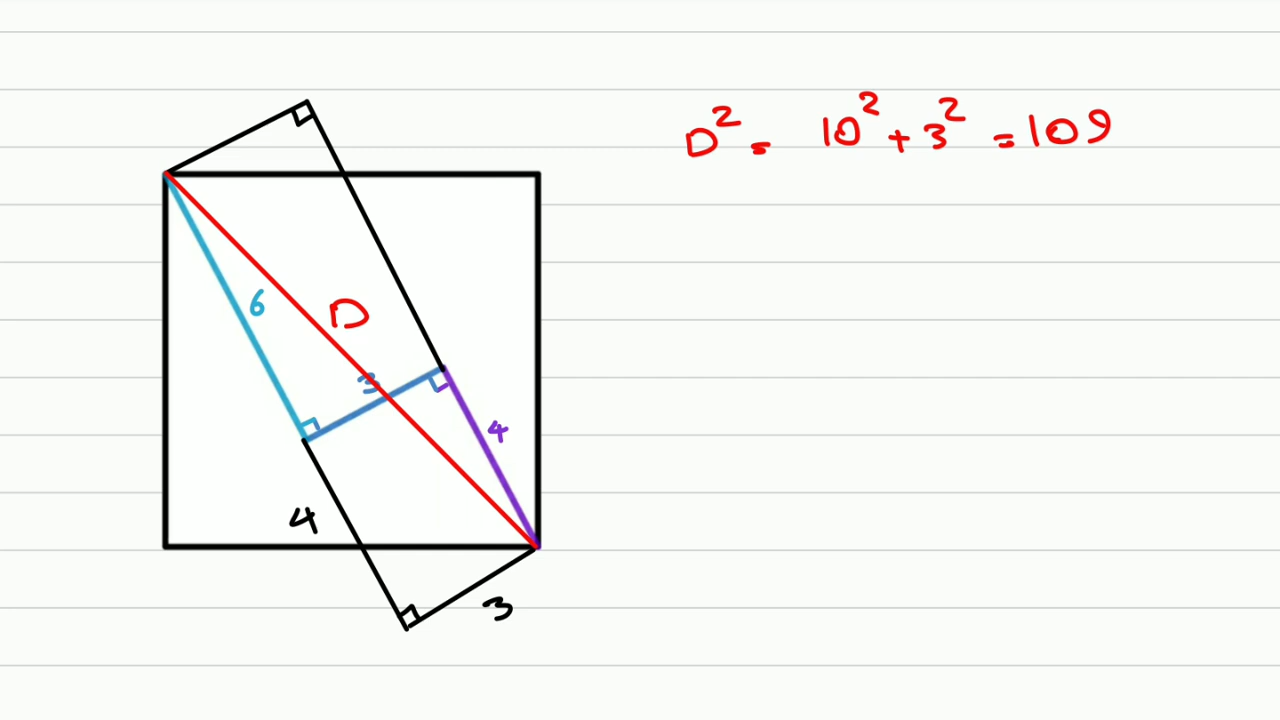 D² = 10² + 3² = 109
6
D
3
4
4
3